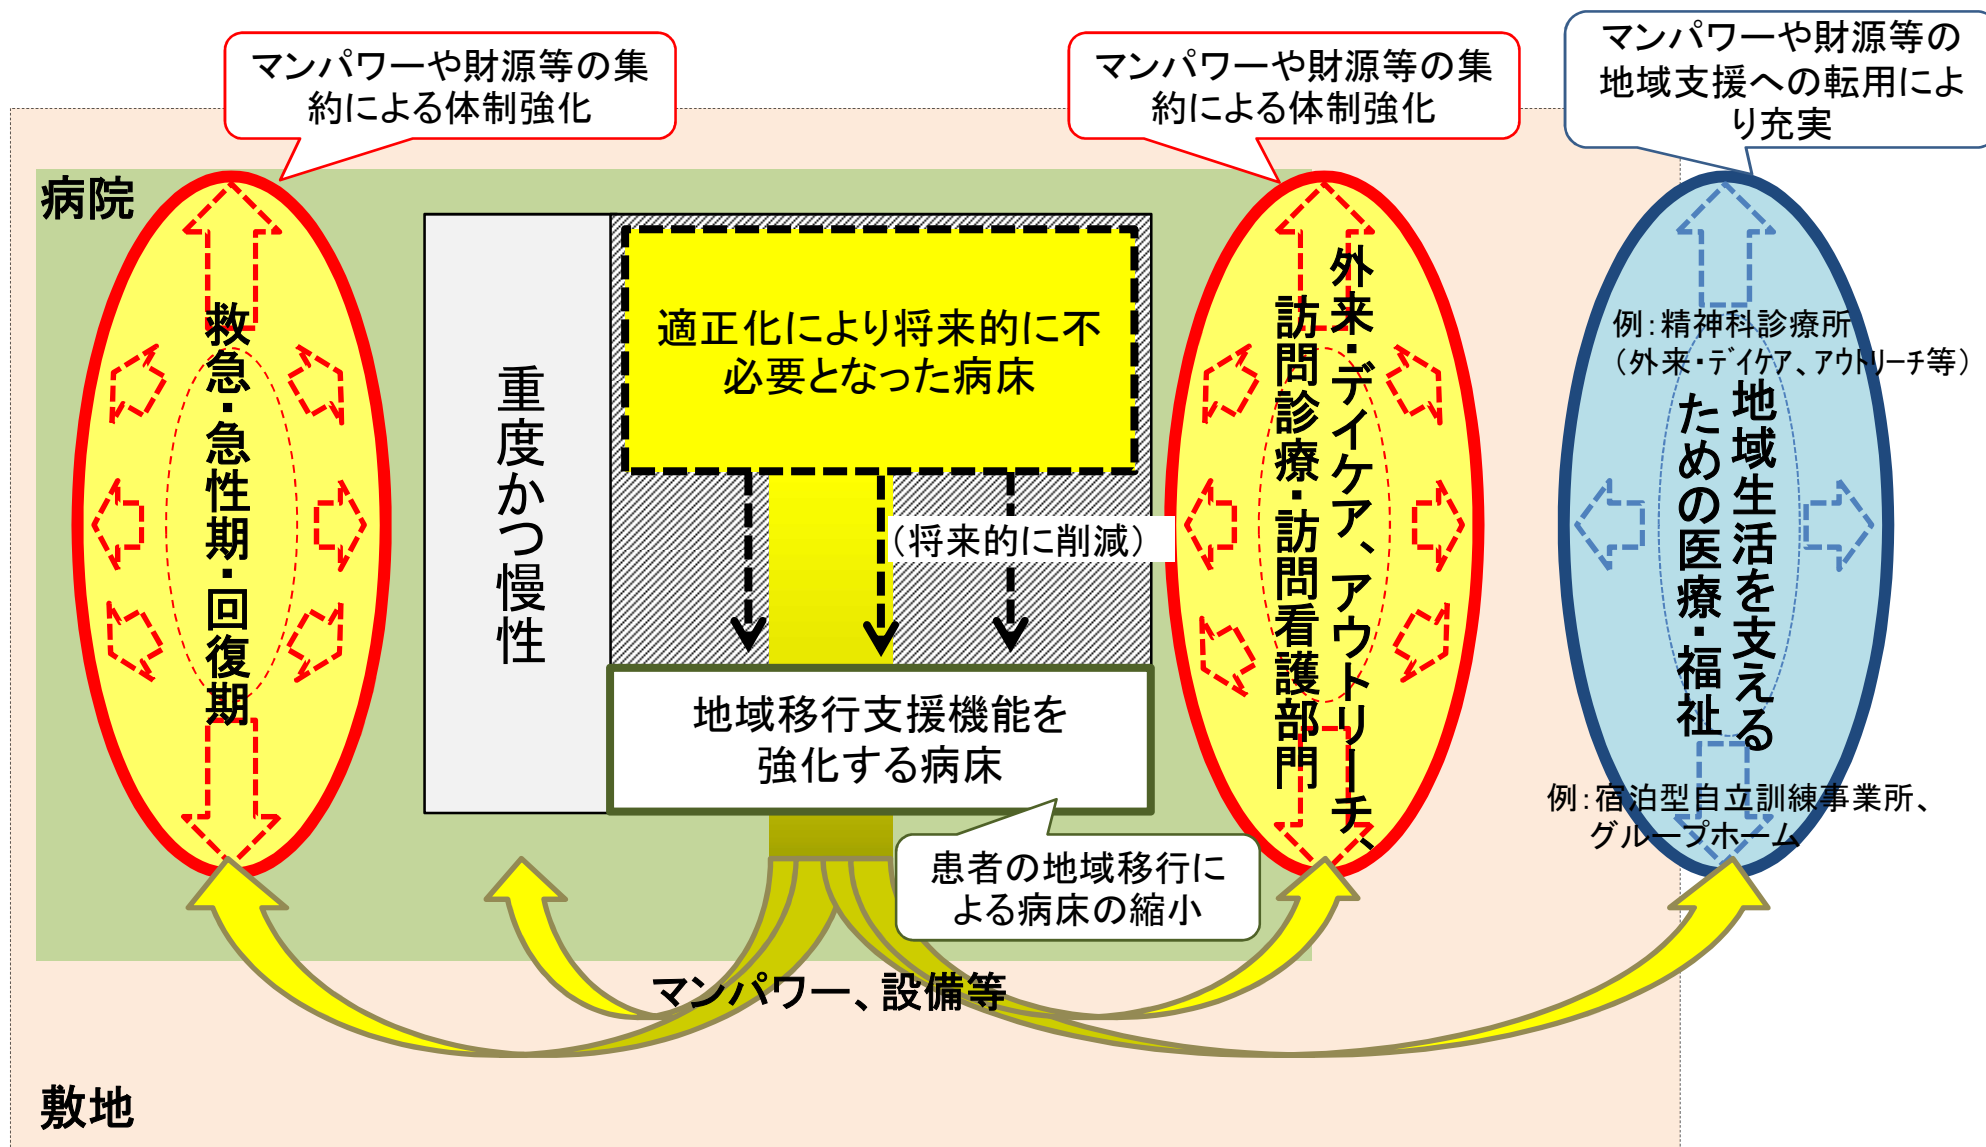 マンパワーや財源等の集
約による体制強化
マンパワーや財源等の集
約による体制強化
マンパワーや財源等の
地域支援への転用によ
り充実
病院
救急・急性期・回復期
重度かつ慢性
適正化により将来的に不
必要となった病床
（将来的に削減）
地域移行支援機能を
強化する病床
患者の地域移行に
よる病床の縮小
外来・デイケア、アウトリーチ、
訪問診療・訪問看護部門
例：精神科診療所
（外来・デイケア、アウトリーチ等）
地域生活を支える
ための医療・福祉
例：宿泊型自立訓練事業所、
グループホーム
マンパワー、設備等
敷地